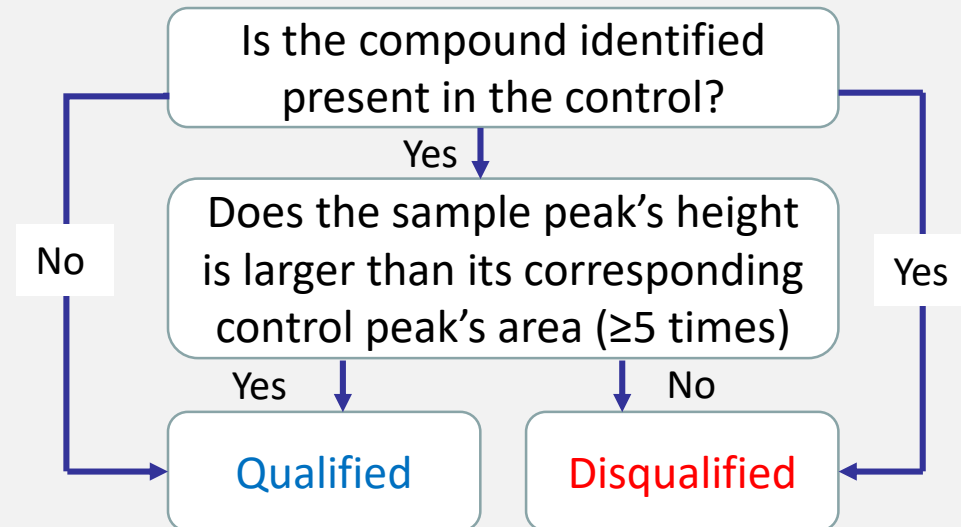 Is the compound identified
present in the control?
Yes
Does the sample peak's height
is larger than its corresponding
control peak's area (≥5 times)
No
Yes
Yes
No
Qualified
Disqualified